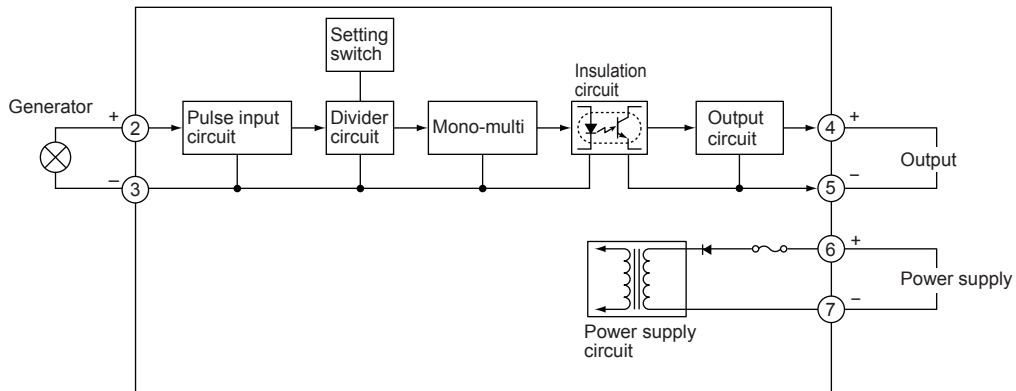 Setting
switch
Insulation
circuit
Generator
+
2
Pulse input
circuit
Divider
circuit
Mono-multi
Output
circuit
4
+
Output
−
3
5
−
6
+
Power supply
7
−
Power supply
circuit